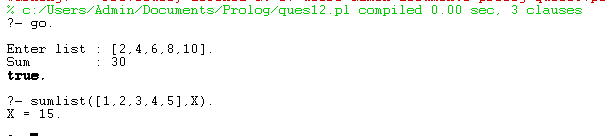 % c:/Users/Admin/Documents/Prolog/ques12.pl compiled 0.00 sec, 3 clauses
?- go.
Enter list : [2,4,6,8,10].
Sum : 30
true.
?- sumlist([1,2,3,4,5],X).
X = 15.